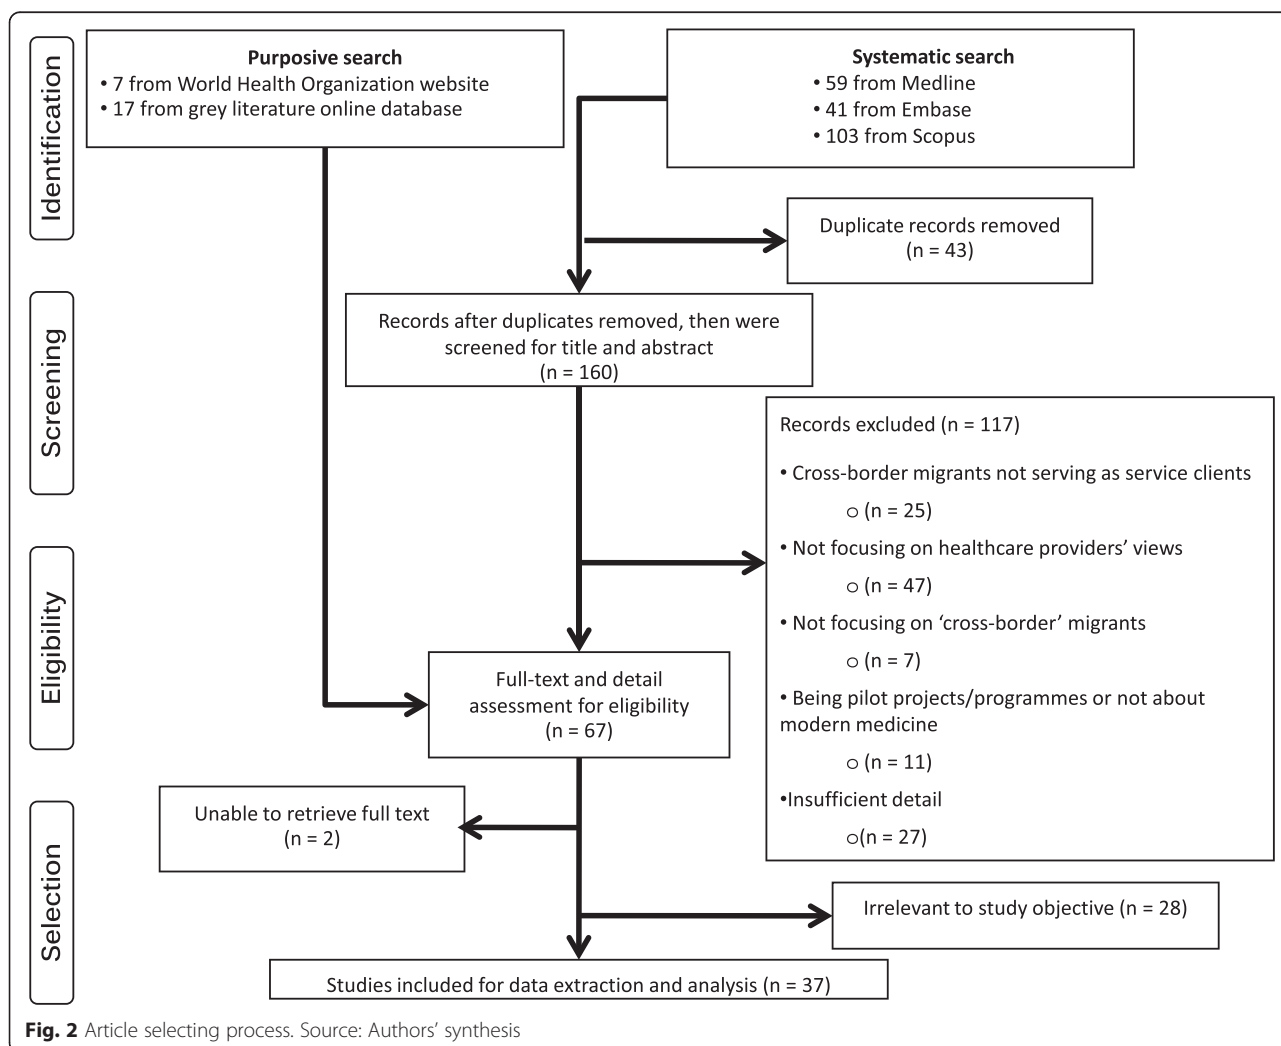 Identification
Purposive search
• 7 from World Health Organization website
• 17 from grey literature online database
Systematic search
• 59 from Medline
• 41 from Embase
• 103 from Scopus
Duplicate records removed
(n = 43)
Screening
Records after duplicates removed, then were
screened for title and abstract
(n = 160)
Records excluded (n = 117)
• Cross-border migrants not serving as service clients
o (n = 25)
• Not focusing on healthcare providers’ views
o (n = 47)
• Not focusing on ‘cross-border’ migrants
o (n = 7)
• Being pilot projects/programmes or not about
modern medicine
o (n = 11)
•Insufficient detail
o(n = 27)
Eligibility
Full-text and detail
assessment for eligibility
(n = 67)
Selection
Unable to retrieve full text
(n = 2)
Irrelevant to study objective (n = 28)
Studies included for data extraction and analysis (n = 37)
Fig. 2 Article selecting process. Source: Authors’ synthesis